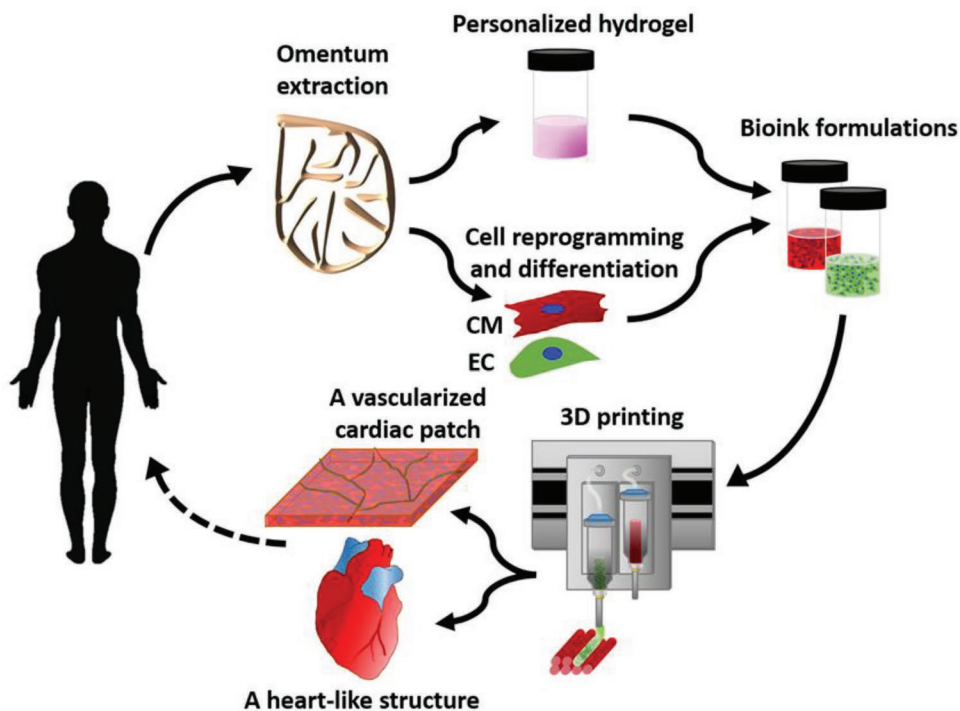 Personalized hydrogel
Omentum
extraction
Bioink formulations
Cell reprogramming
and differentiation
CM
EC
A vascularized
cardiac patch
3D printing
A heart-like structure